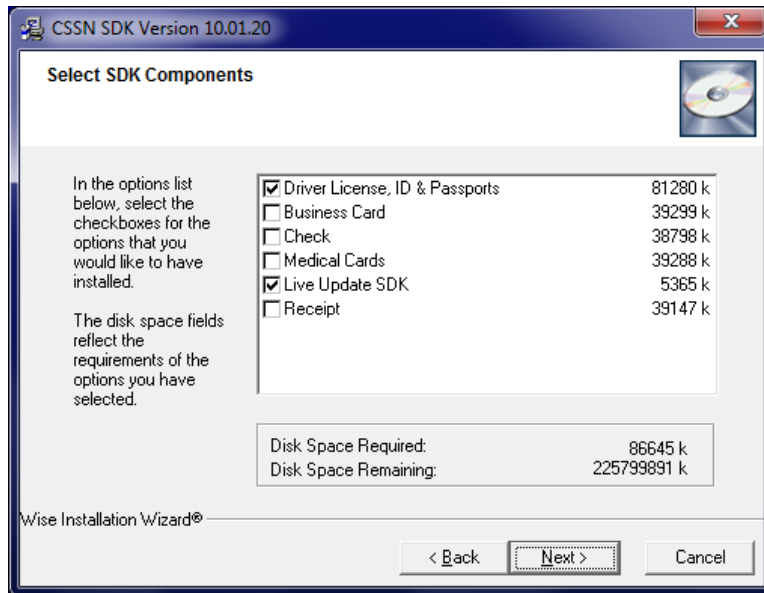 CSSN SDK Version 10.01.20
Select SDK Components
In the options list
below, select the
checkboxes for the
options that you
would like to have
installed.
The disk space fields
reflect the
requirements of the
options you have
selected.
Driver License, ID & Passports 81280 k
Business Card 39299 k
Check 38798 k
Medical Cards 39288 k
Live Update SDK 5365 k
Receipt 39147 k
Disk Space Required: 86645 k
Disk Space Remaining: 225799891 k
Wise Installation Wizard®
< Back Next > Cancel